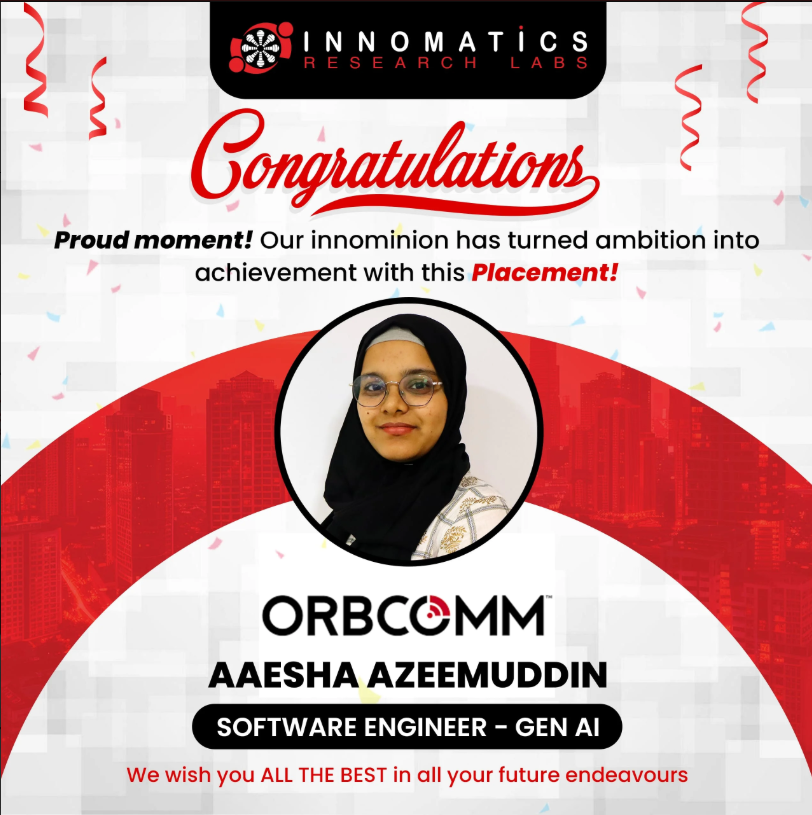 INNOMATiCS
RESEARCH LABS
Congratulations
Proud moment! Our innominion has turned ambition into
achievement with this Placement!
ORBCOMM™
AAESHA AZEEMUDDIN
SOFTWARE ENGINEER - GEN AI
We wish you ALL THE BEST in all your future endeavours